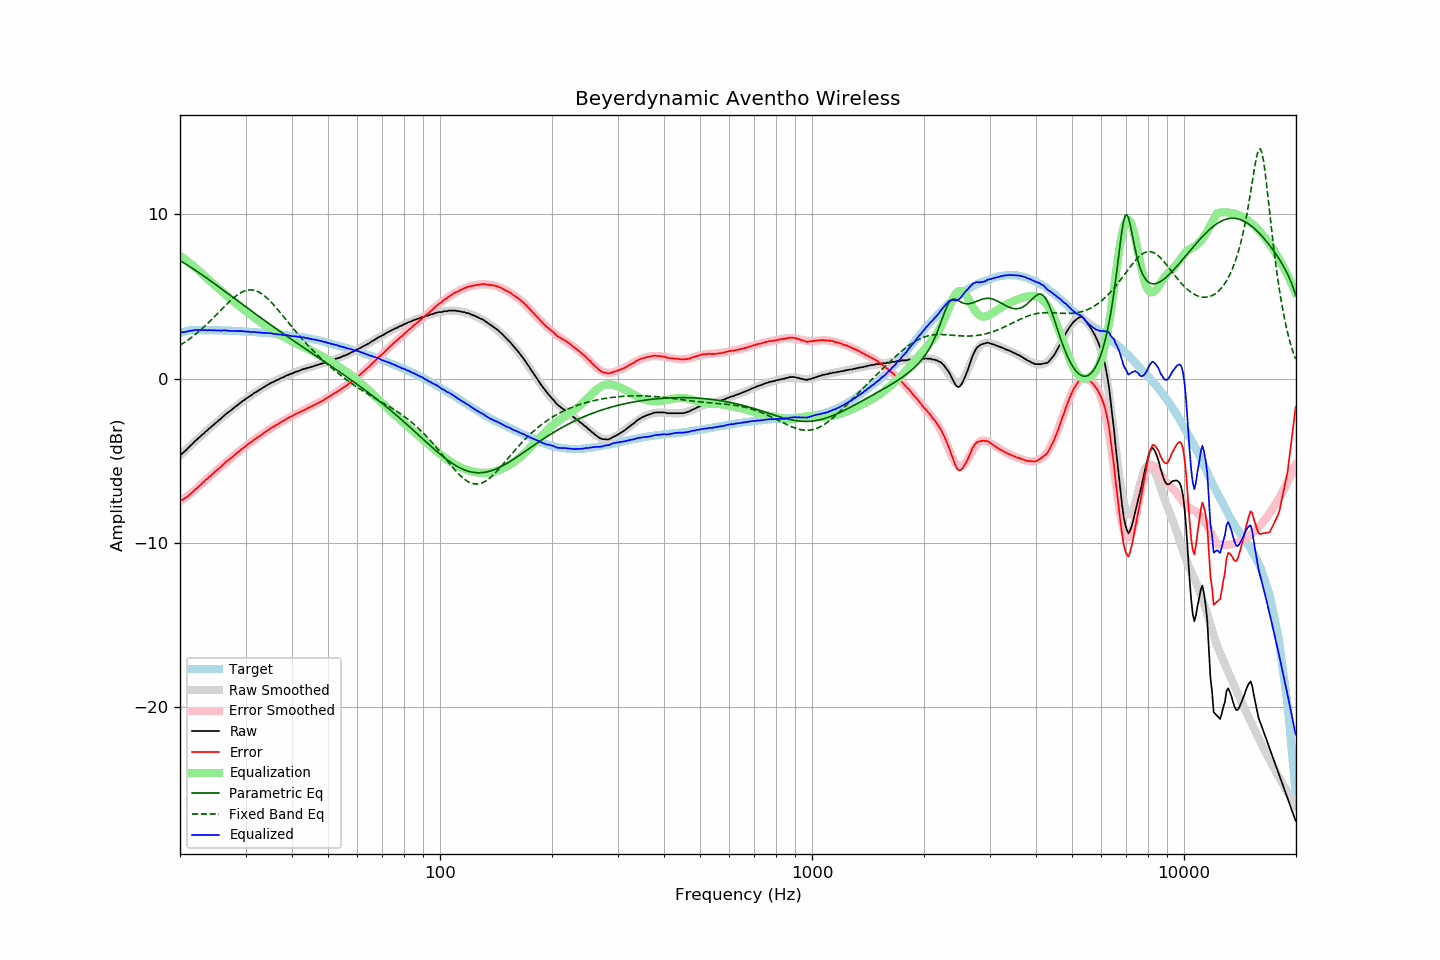 Beyerdynamic Aventho Wireless
10
0
−10
−20
Amplitude (dBr)
Target
Raw Smoothed
Error Smoothed
Raw
Error
Equalization
Parametric Eq
Fixed Band Eq
Equalized
100
1000
10000
Frequency (Hz)